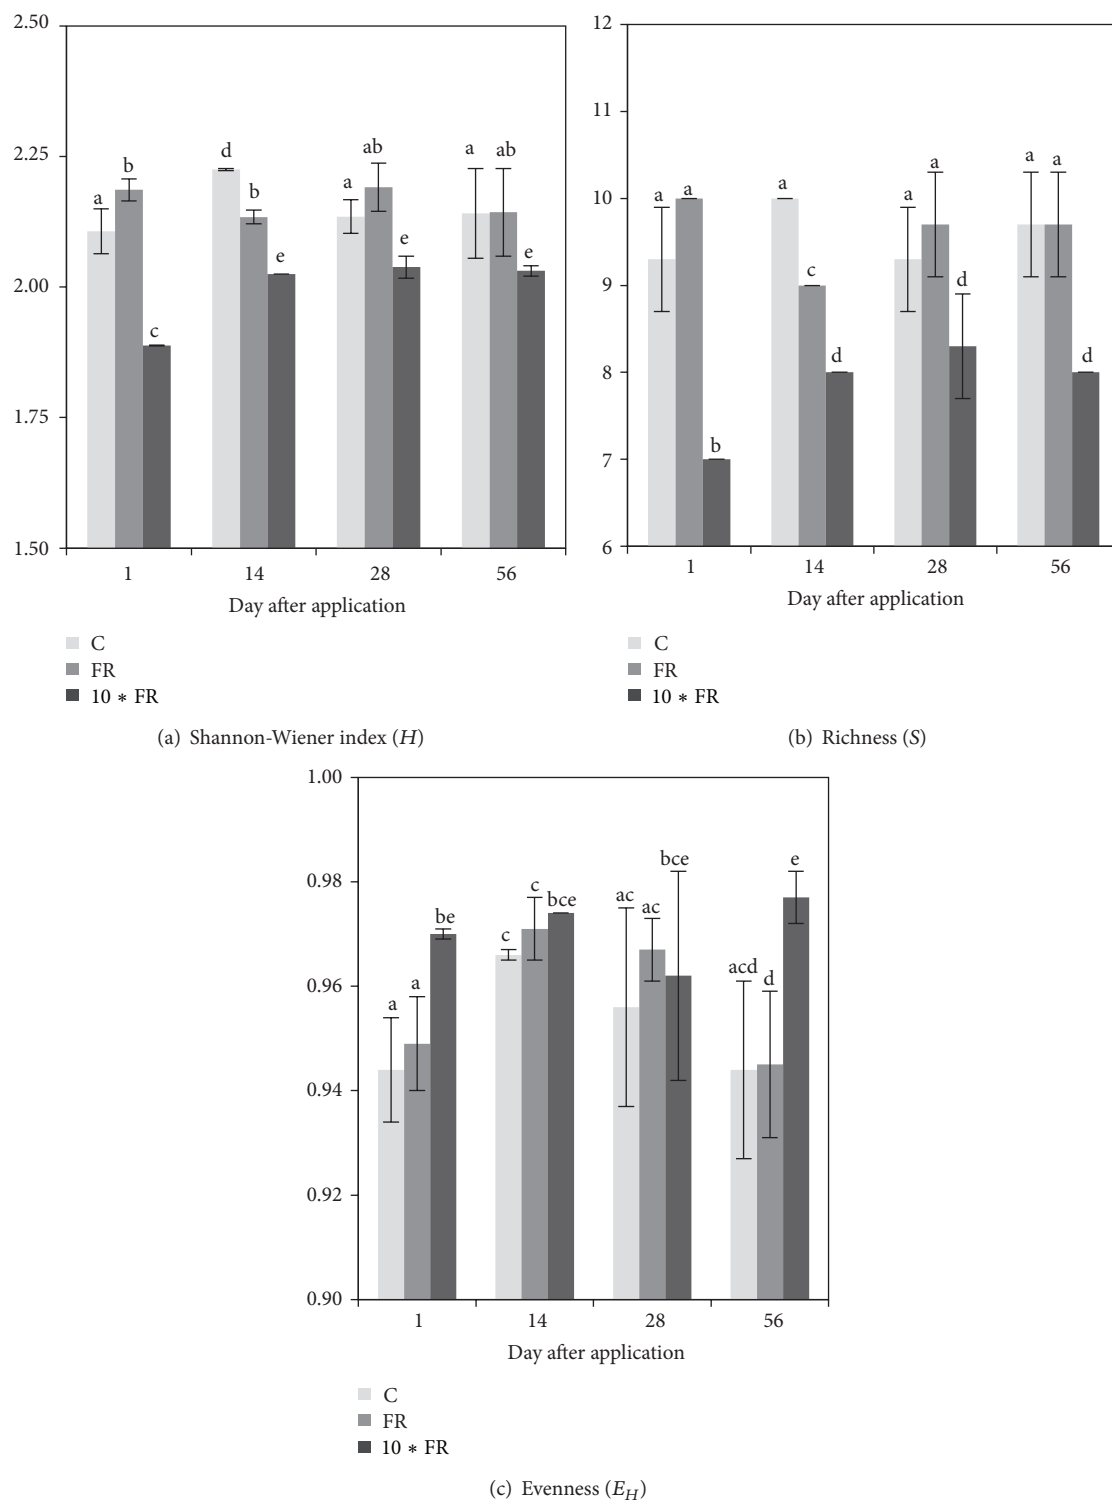 2.50
2.25
2.00
1.75
1.50
a
b
c
d
b
e
a
ab
e
a
ab
e
1
14
28
56
Day after application
C
FR
10 ∗ FR
(a) Shannon-Wiener index (H)
12
11
10
9
8
7
6
a
a
b
a
c
d
a
a
d
a
a
d
1
14
28
56
Day after application
C
FR
10 ∗ FR
(b) Richness (S)
1.00
0.98
0.96
0.94
0.92
0.90
a
a
be
c
c
bce
ac
ac
bce
acd
d
e
1
14
28
56
Day after application
C
FR
10 ∗ FR
(c) Evenness (E_H)